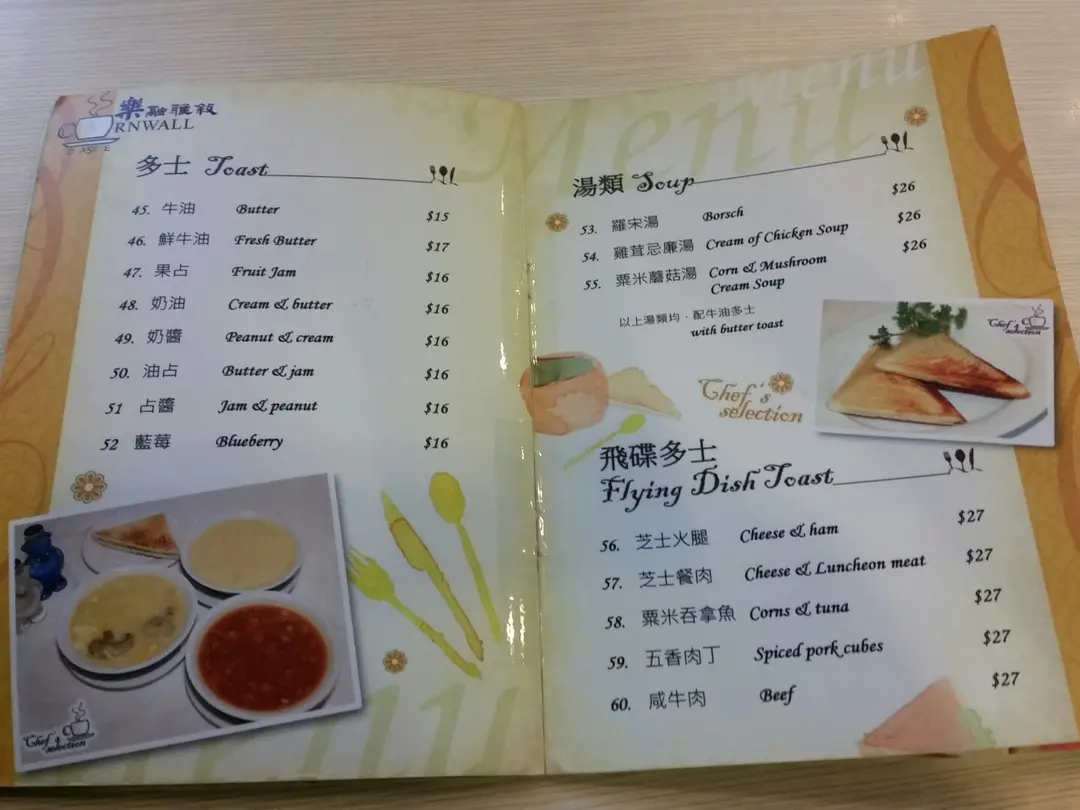 樂融雅敘
CORNWALL
多士 Toast
45. 牛油 Butter $15
46. 鮮牛油 Fresh Butter $17
47. 果占 Fruit Jam $16
48. 奶油 Cream & butter $16
49. 奶醬 Peanut & cream $16
50. 油占 Butter & jam $16
51 占醬 Jam & peanut $16
52 藍莓 Blueberry $16
Chef's
selection
Menu
Menu
Menu
湯類 Soup
53. 羅宋湯 Borsch $26
54. 雞茸忌廉湯 Cream of Chicken Soup $26
55. 粟米蘑菇湯 Corn & Mushroom $26
Cream Soup
以上湯類均，配牛油多士
with butter toast
Chef's
selection
Chef's
selection
飛碟多士
Flying Dish Toast
56. 芝士火腿 Cheese & ham $27
57. 芝士餐肉 Cheese & Luncheon meat $27
58. 粟米吞拿魚 Corns & tuna $27
59. 五香肉丁 Spiced pork cubes $27
60. 咸牛肉 Beef $27